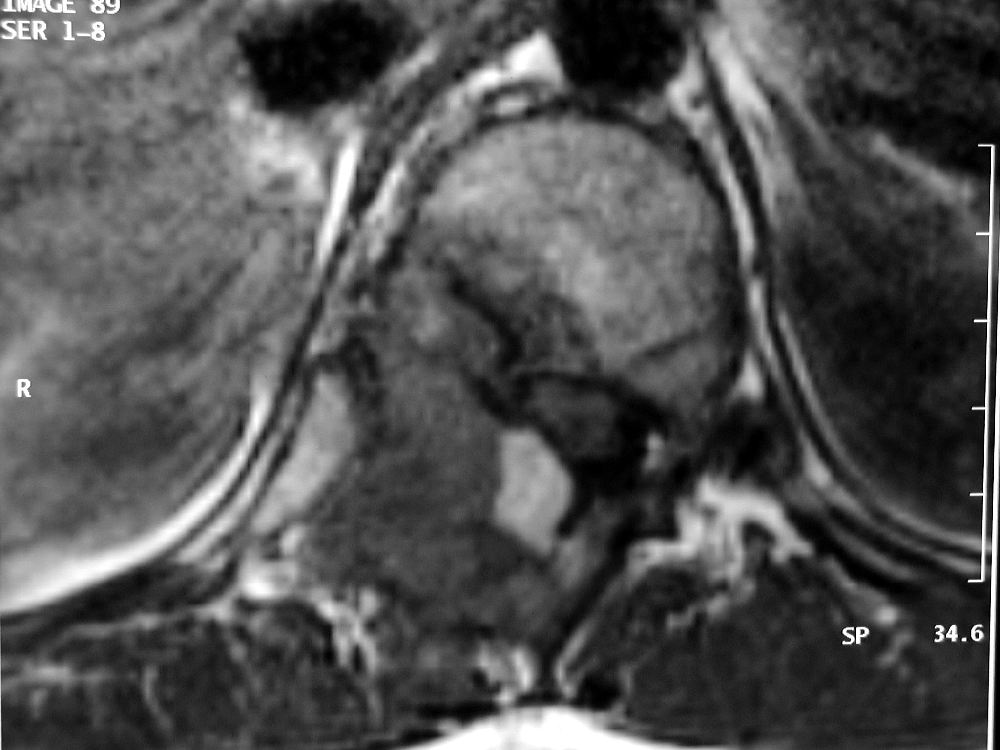 IMAGE 89
SER 1-8
R
SP 34.6